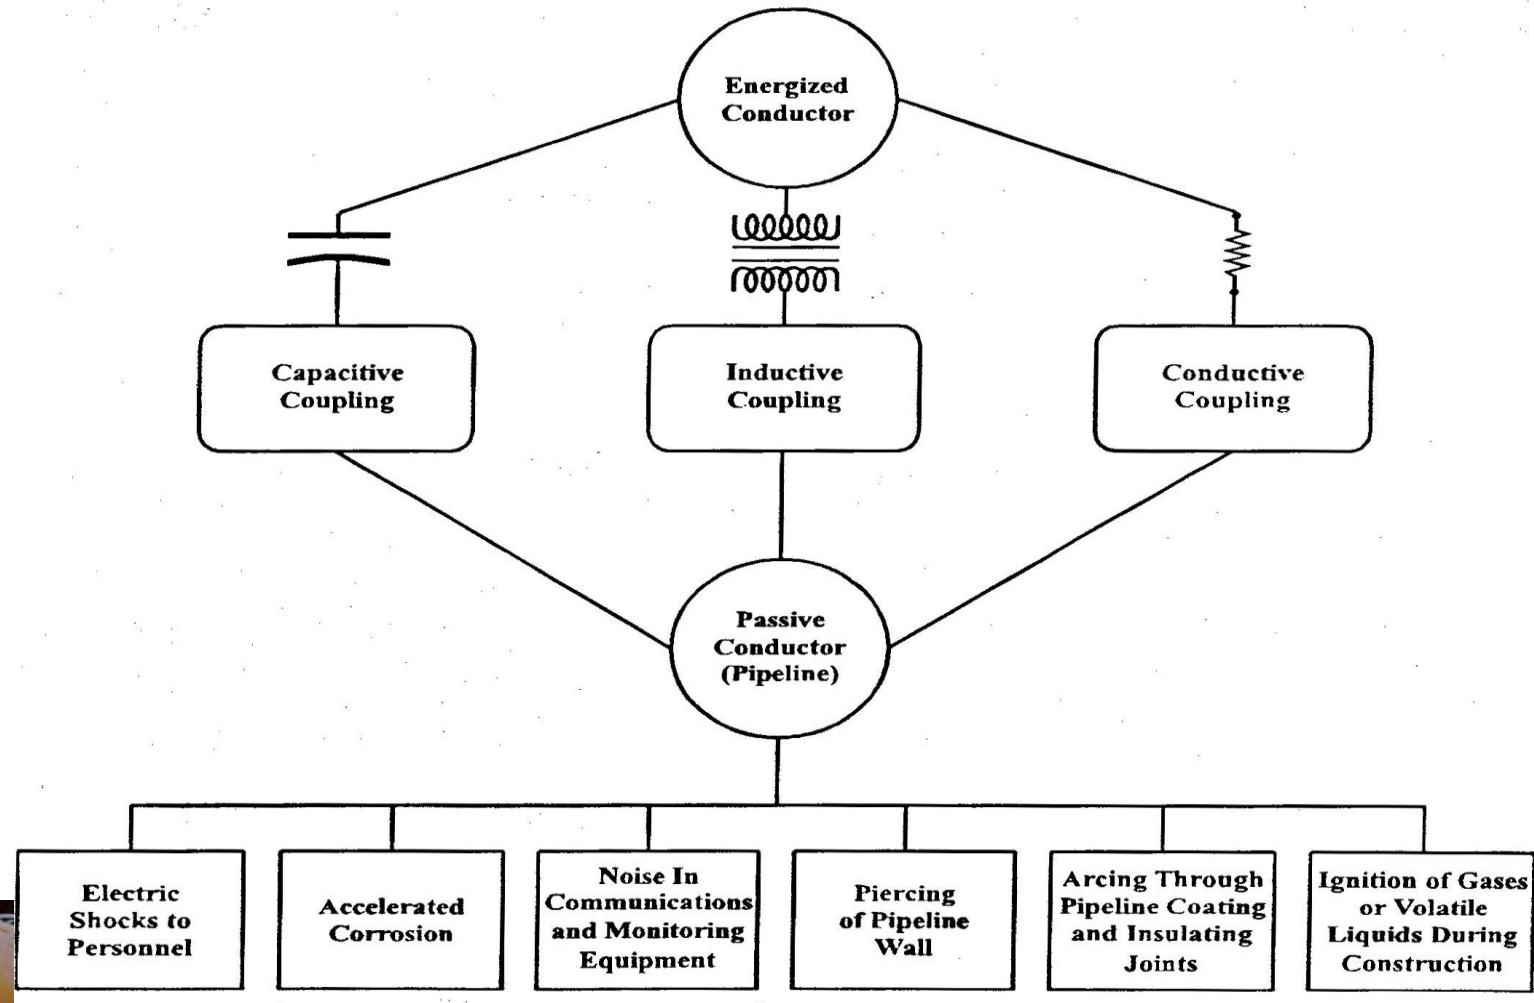 Energized
Conductor
Capacitive
Coupling
Inductive
Coupling
Conductive
Coupling
Passive
Conductor
(Pipeline)
Electric
Shocks to
Personnel
Accelerated
Corrosion
Noise In
Communications
and Monitoring
Equipment
Piercing
of Pipeline
Wall
Arcing Through
Pipeline Coating
and Insulating
Joints
Ignition of Gases
or Volatile
Liquids During
Construction